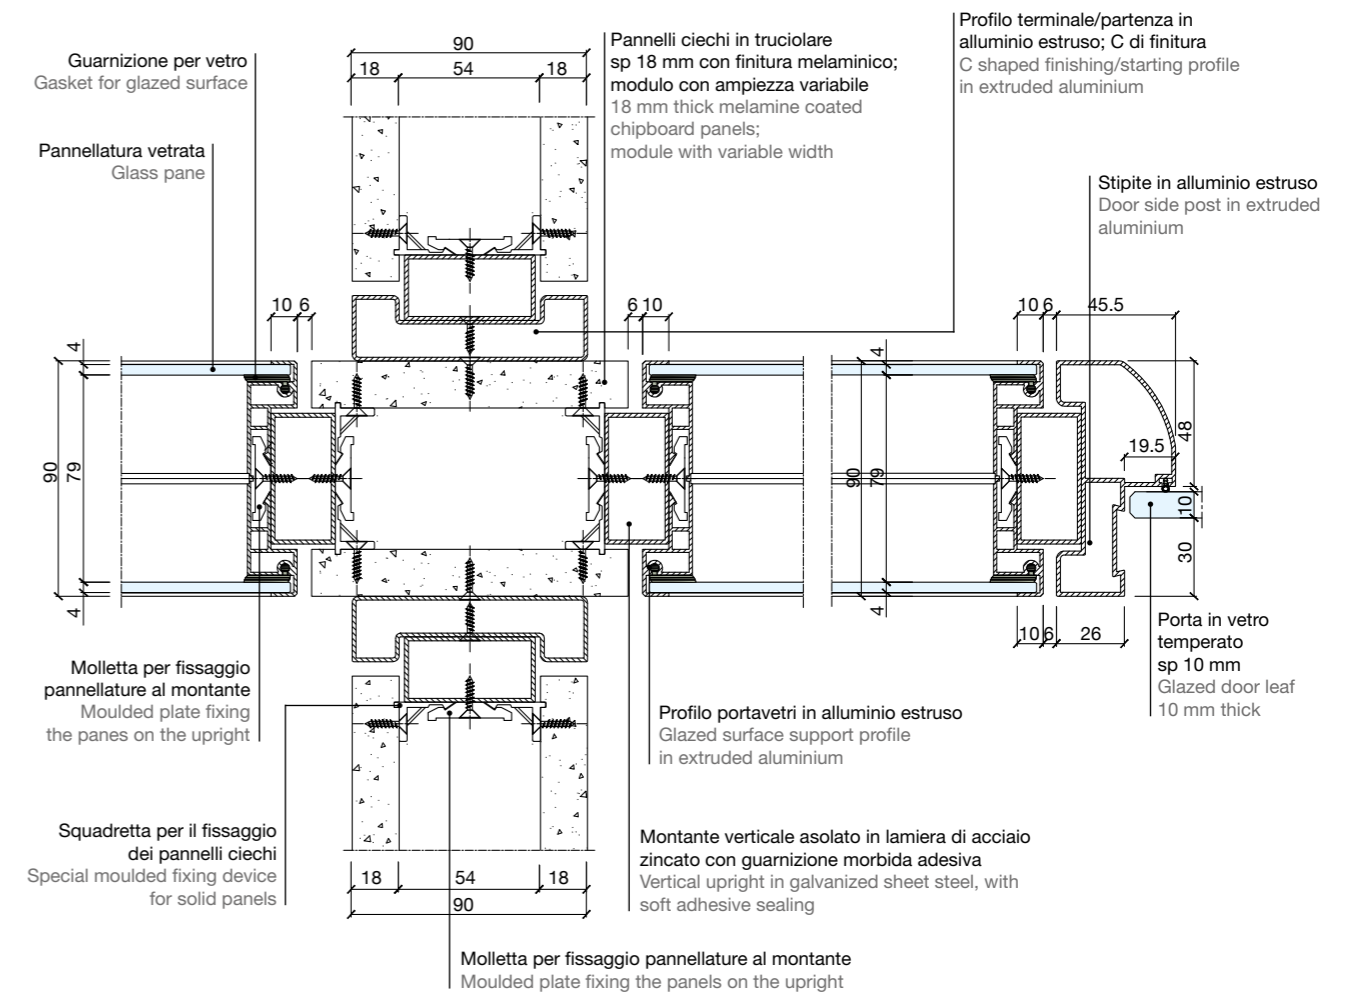 Profilo terminale/partenza in
alluminio estruso; C di finitura
C shaped finishing/starting profile
in extruded aluminium
Pannelli ciechi in truciolare
sp 18 mm con finitura melaminico;
modulo con ampiezza variabile
18 mm thick melamine coated
chipboard panels;
module with variable width
Guarnizione per vetro
Gasket for glazed surface
90
18 54 18
Pannellatura vetrata
Glass pane
Stipite in alluminio estruso
Door side post in extruded
aluminium
10 6
6 10
10 6 45.5
4
4
90
79
90
79
19.5
48
10
30
4
4
10 6 26
Porta in vetro
temperato
sp 10 mm
Glazed door leaf
10 mm thick
Molletta per fissaggio
pannellature al montante
Moulded plate fixing
the panes on the upright
Profilo portavetri in alluminio estruso
Glazed surface support profile
in extruded aluminium
Squadretta per il fissaggio
dei pannelli ciechi
Special moulded fixing device
for solid panels
Montante verticale asolato in lamiera di acciaio
zincato con guarnizione morbida adesiva
Vertical upright in galvanized sheet steel, with
soft adhesive sealing
18 54 18
90
Molletta per fissaggio pannellature al montante
Moulded plate fixing the panels on the upright